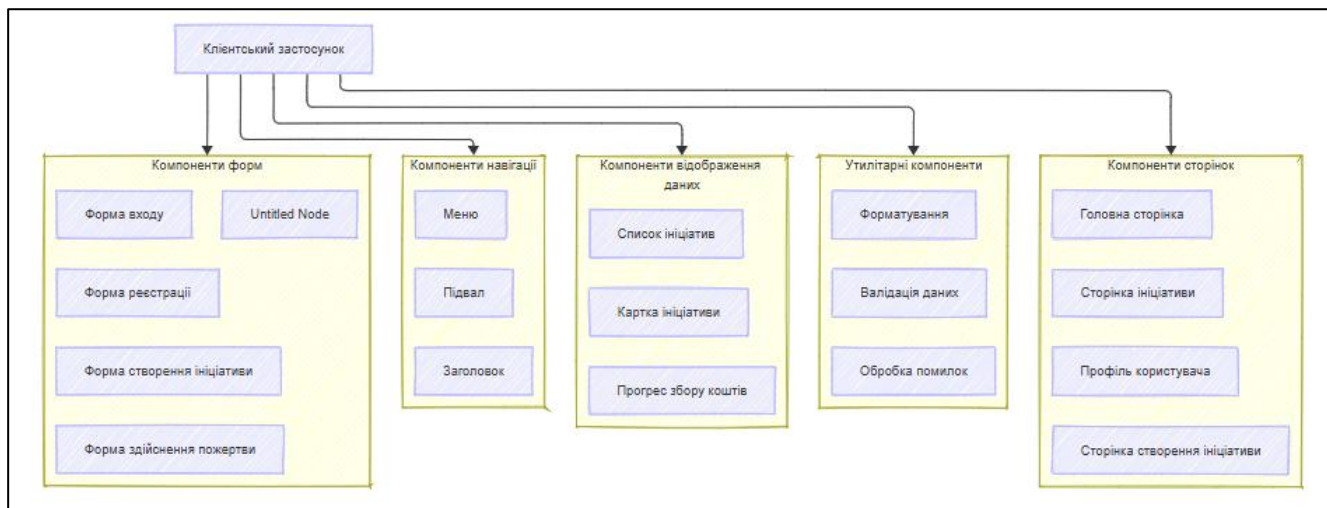 Клієнтський застосунок
Компоненти форм
Форма входу
Untitled Node
Форма реєстрації
Форма створення ініціативи
Форма здійснення пожертви
Компоненти навігації
Меню
Підвал
Заголовок
Компоненти відображення
даних
Список ініціатив
Картка ініціативи
Прогрес збору коштів
Утилітарні компоненти
Форматування
Валідація даних
Обробка помилок
Компоненти сторінок
Головна сторінка
Сторінка ініціативи
Профіль користувача
Сторінка створення ініціативи